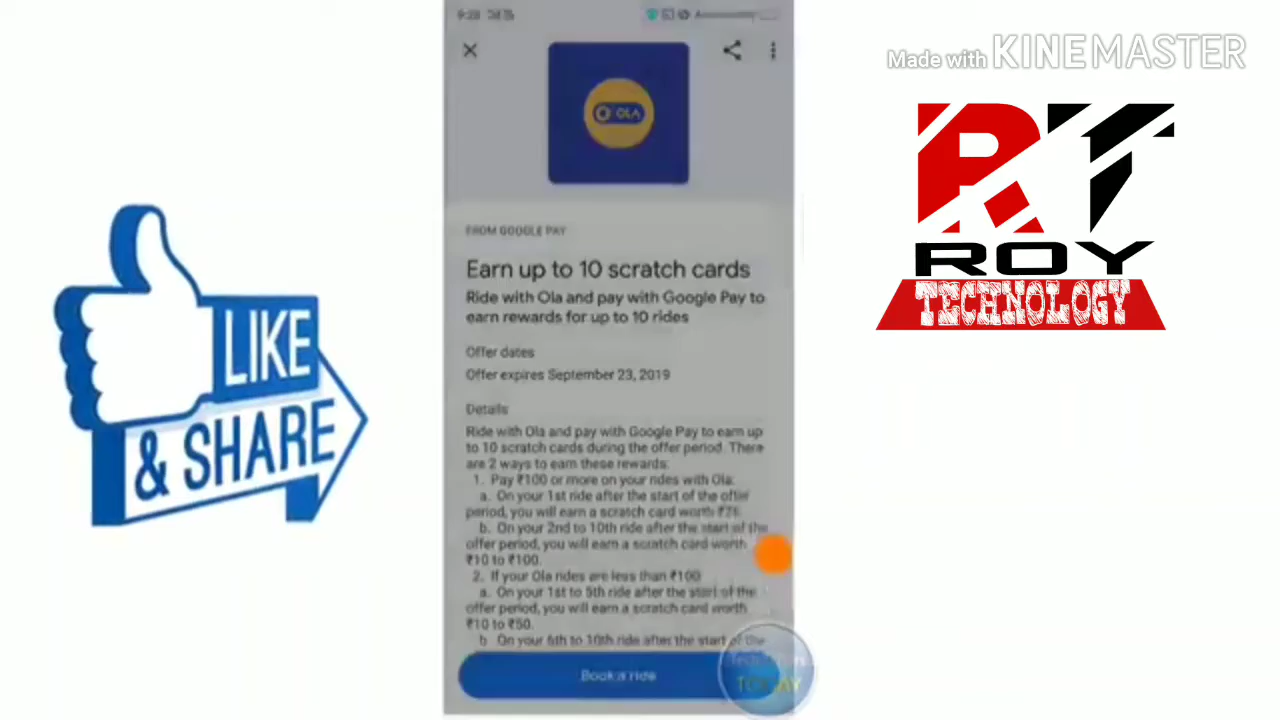 9:28
Made with KINEMASTER
OLA
RT
ROY
TECHNOLOGY
LIKE
& SHARE
FROM GOOGLE PAY
Earn up to 10 scratch cards
Ride with Ola and pay with Google Pay to
earn rewards for up to 10 rides
Offer dates
Offer expires September 23, 2019
Details
Ride with Ola and pay with Google Pay to earn up
to 10 scratch cards during the offer period. There
are 2 ways to earn these rewards:
1. Pay ₹100 or more on your rides with Ola:
a. On your 1st ride after the start of the offer
period, you will earn a scratch card worth
b. On your 2nd to 10th ride after the start of the
offer period, you will earn a scratch card worth
₹10 to ₹100.
2. If your Ola rides are less than ₹100
a. On your 1st to 5th ride after the start of the
offer period, you will earn a scratch card worth
₹10 to ₹50.
b. On your 6th to 10th ride after the start of the
Book a ride
TODAY